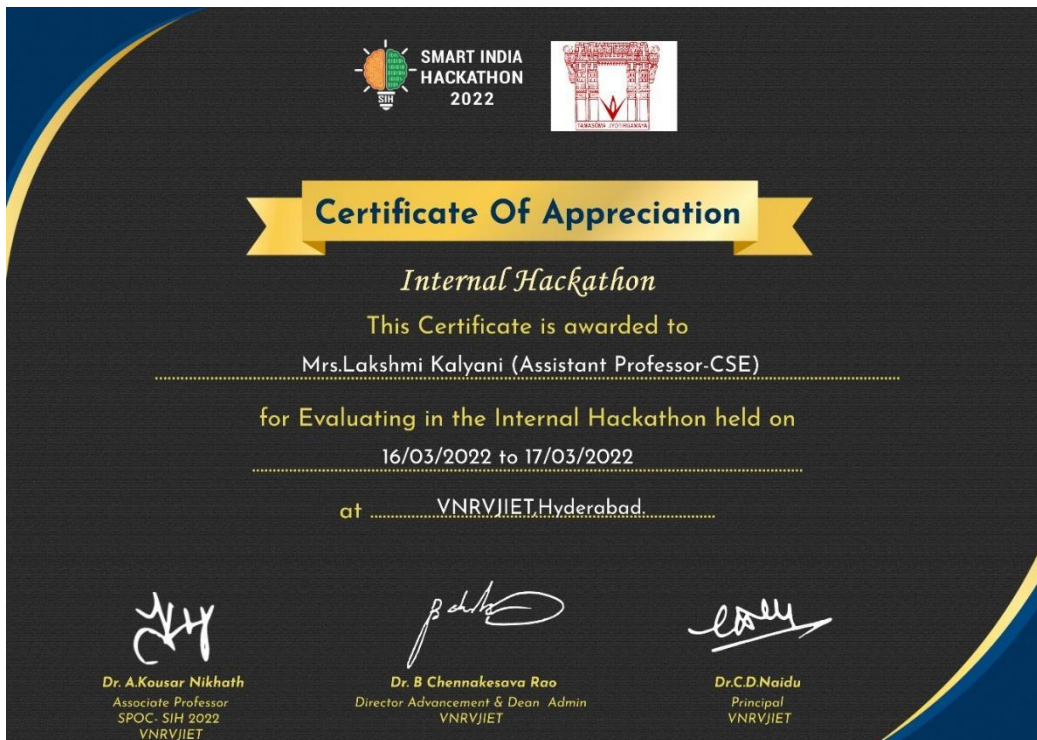 SMART INDIA
HACKATHON
2022
SIH
TAMASOMA JYOTIRGAMAYA
Certificate Of Appreciation
Internal Hackathon
This Certificate is awarded to
Mrs.Lakshmi Kalyani (Assistant Professor-CSE)
for Evaluating in the Internal Hackathon held on
16/03/2022 to 17/03/2022
at VNRVJIET,Hyderabad.
Dr. A.Kousar Nikhath
Associate Professor
SPOC- SIH 2022
VNRVJIET
Dr. B Chennakesava Rao
Director Advancement & Dean Admin
VNRVJIET
Dr.C.D.Naidu
Principal
VNRVJIET